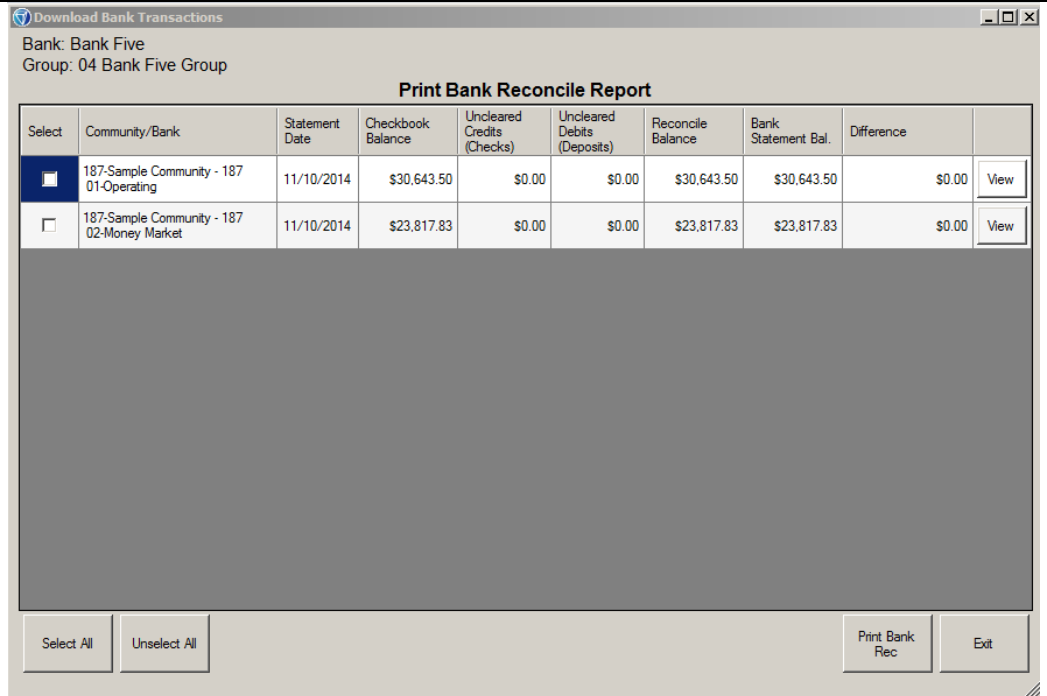 Download Bank Transactions
Bank: Bank Five
Group: 04 Bank Five Group
Print Bank Reconcile Report
Select Community/Bank Statement Date Checkbook Balance Uncleared Credits (Checks) Uncleared Debits (Deposits) Reconcile Balance Bank Statement Bal. Difference
187-Sample Community - 187 01-Operating 11/10/2014 $30,643.50 $0.00 $0.00 $30,643.50 $30,643.50 $0.00 View
187-Sample Community - 187 02-Money Market 11/10/2014 $23,817.83 $0.00 $0.00 $23,817.83 $23,817.83 $0.00 View
Select All Unselect All Print Bank Rec Exit